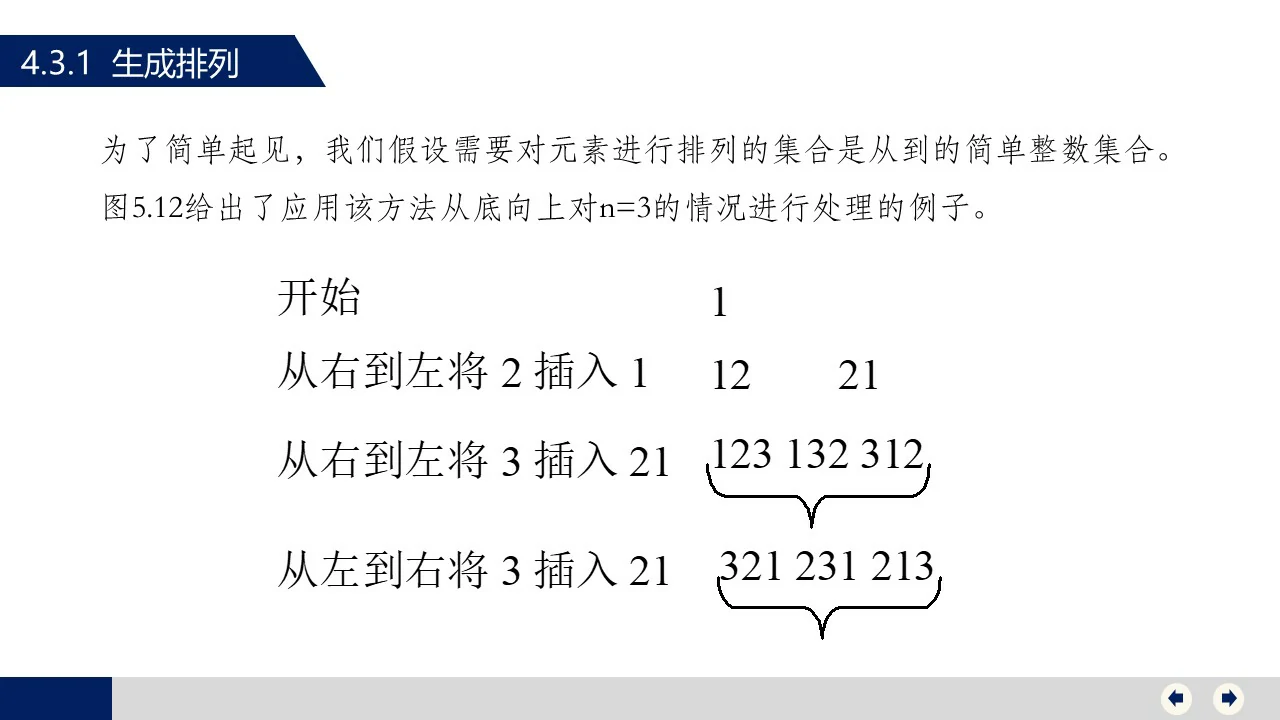 4.3.1 生成排列
为了简单起见，我们假设需要对元素进行排列的集合是从到的简单整数集合。
图5.12给出了应用该方法从底向上对n=3的情况进行处理的例子。
开始 1
从右到左将 2 插入 1 12 21
从右到左将 3 插入 21 123 132 312
从左到右将 3 插入 21 321 231 213